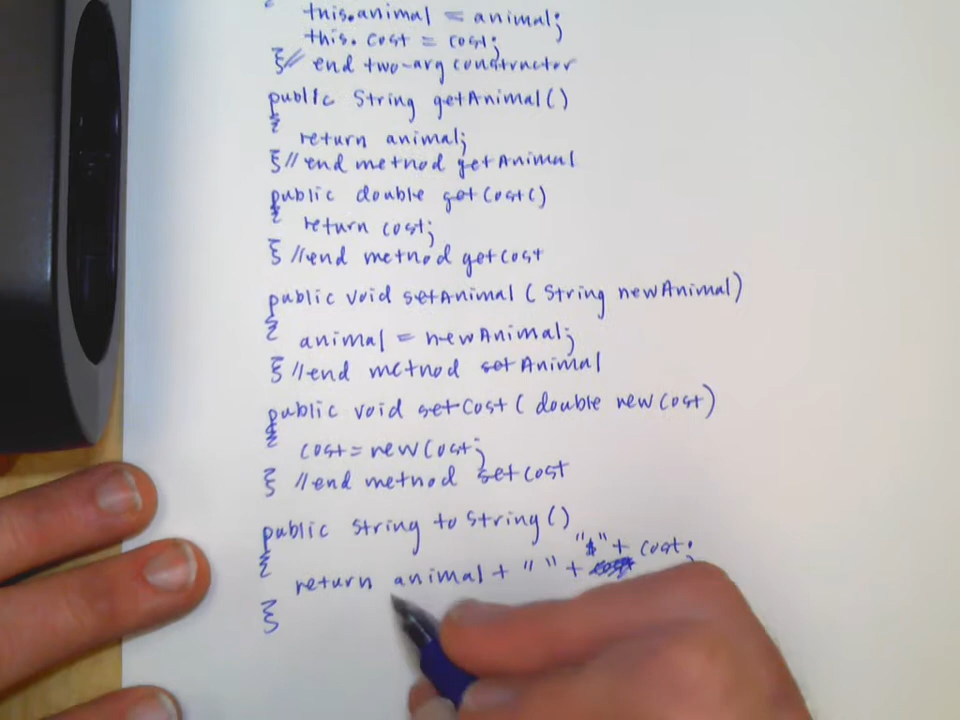 this.animal = animal;
this.cost = cost;
}// end two-arg constructor
public String getAnimal()
{
return animal;
}//end method getAnimal
public double getCost()
{
return cost;
} //end method getCost
public void setAnimal (String newAnimal)
{
animal = newAnimal;
} //end method setAnimal
public void setCost (double newCost)
{
cost = newCost;
} //end method setCost
public String toString()
{
return animal + " " + "$" + cost;
}